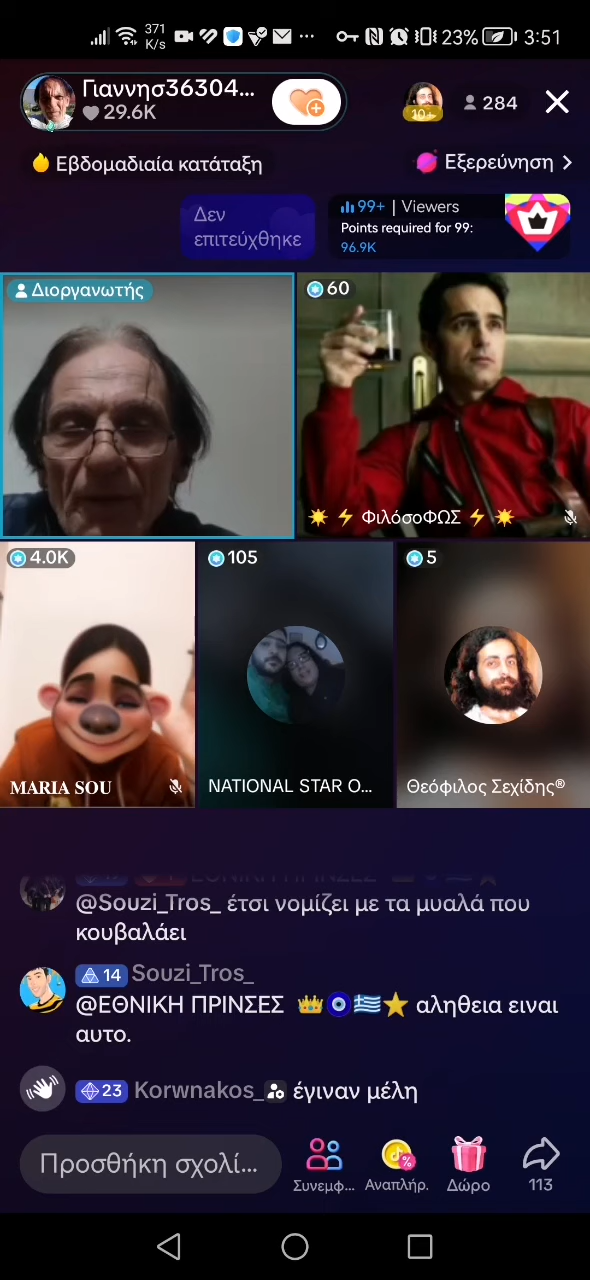 371
K/s
23%
3:51
Γιαννησ36304...
29.6K
10+
284
Εβδομαδιαία κατάταξη
Εξερεύνηση
Δεν
επιτεύχθηκε
99+ | Viewers
Points required for 99:
96.9K
Διοργανωτής
60
ΦιλόσοΦΩΣ
4.0K
105
5
MARIA SOU
NATIONAL STAR O...
Θεόφιλος Σεχίδης®
@Souzi_Tros_ έτσι νομίζει με τα μυαλά που
κουβαλάει
14 Souzi_Tros_
@ΕΘΝΙΚΗ ΠΡΙΝΣΕΣ 👑🧿🇬🇷⭐ αληθεια ειναι
αυτο.
23 Korwnakos_ έγιναν μέλη
Προσθήκη σχολί...
Συνεμφ...
Αναπλήρ.
Δώρο
113